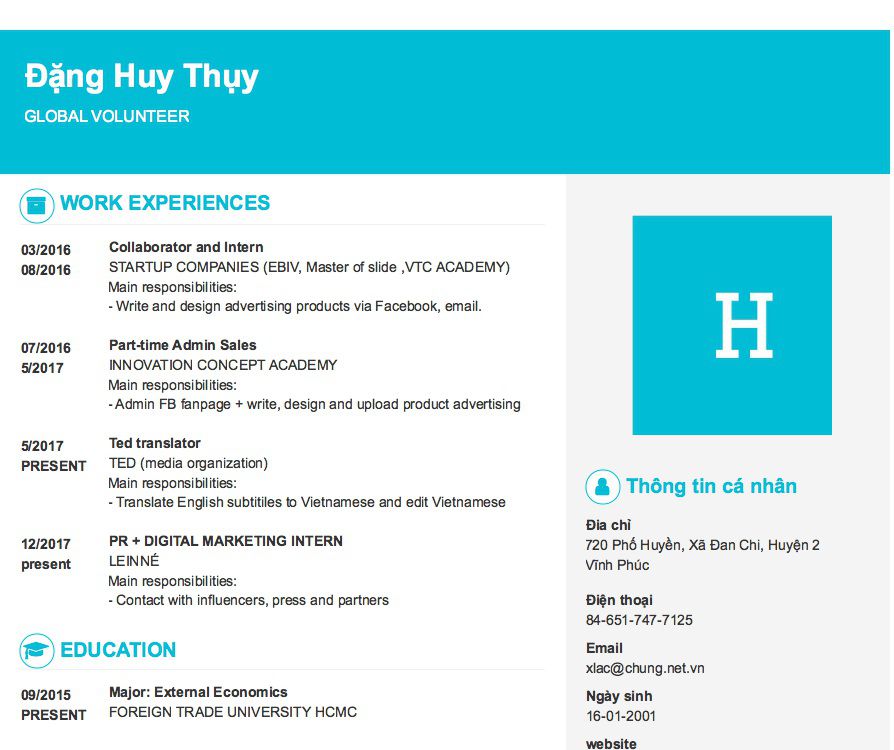 Đặng Huy Thụy
GLOBAL VOLUNTEER
WORK EXPERIENCES
03/2016
08/2016
Collaborator and Intern
STARTUP COMPANIES (EBIV, Master of slide ,VTC ACADEMY)
Main responsibilities:
- Write and design advertising products via Facebook, email.
07/2016
5/2017
Part-time Admin Sales
INNOVATION CONCEPT ACADEMY
Main responsibilities:
- Admin FB fanpage + write, design and upload product advertising
5/2017
PRESENT
Ted translator
TED (media organization)
Main responsibilities:
- Translate English subtitiles to Vietnamese and edit Vietnamese
12/2017
present
PR + DIGITAL MARKETING INTERN
LEINNÉ
Main responsibilities:
- Contact with influencers, press and partners
EDUCATION
09/2015
PRESENT
Major: External Economics
FOREIGN TRADE UNIVERSITY HCMC
H
Thông tin cá nhân
Đia chỉ
720 Phố Huyền, Xã Đan Chi, Huyện 2
Vĩnh Phúc
Điện thoại
84-651-747-7125
Email
xlac@chung.net.vn
Ngày sinh
16-01-2001
website